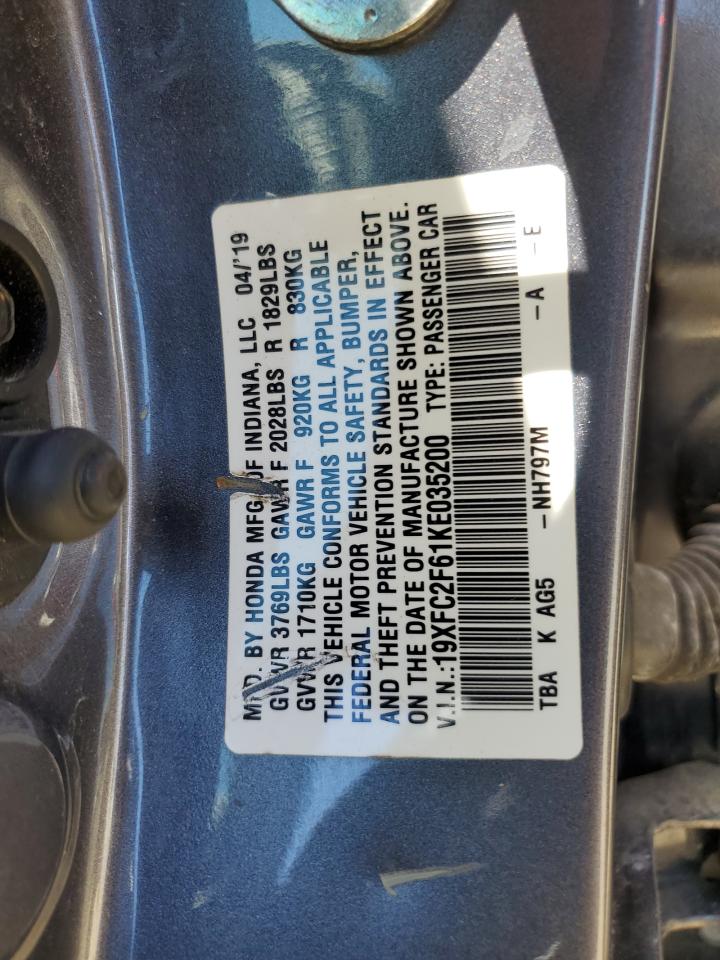 MFD. BY HONDA MFG. OF INDIANA, LLC 04/'19
GVWR 3769LBS GAWR F 2028LBS R 1829LBS
GVWR 1710KG GAWR F 920KG R 830KG
THIS VEHICLE CONFORMS TO ALL APPLICABLE
FEDERAL MOTOR VEHICLE SAFETY, BUMPER,
AND THEFT PREVENTION STANDARDS IN EFFECT
ON THE DATE OF MANUFACTURE SHOWN ABOVE.
V.I.N.:19XFC2F61KE035200 TYPE: PASSENGER CAR
TBA K AG5 -NH797M -A -E